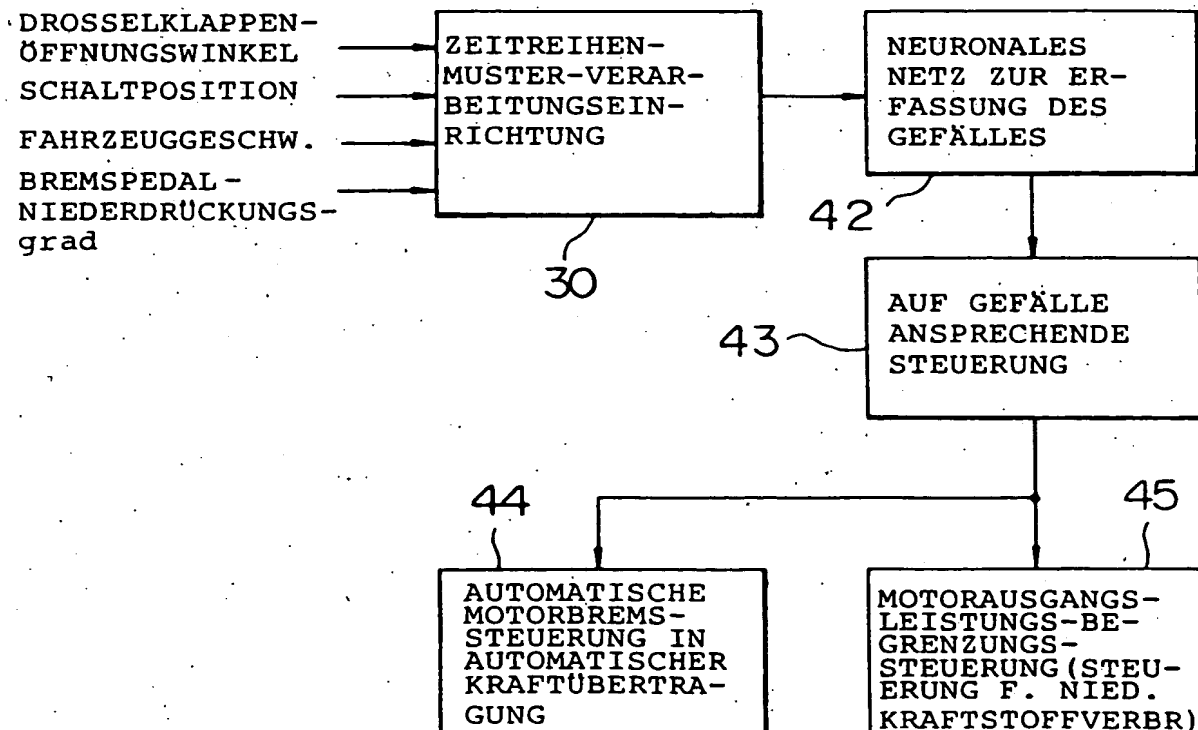 DROSSELKLAPPEN-
ÖFFNUNGSWINKEL
SCHALTPOSITION
FAHRZEUGGESCHW.
BREMSPEDAL-
NIEDERDRÜCKUNGS-
grad
ZEITREIHEN-
MUSTER-VERAR-
BEITUNGSEIN-
RICHTUNG
30
NEURONALES
NETZ ZUR ER-
FASSUNG DES
GEFÄLLES
42
AUF GEFÄLLE
ANSPRECHENDE
STEUERUNG
43
44
AUTOMATISCHE
MOTORBREMS-
STEUERUNG IN
AUTOMATISCHER
KRAFTÜBERTRA-
GUNG
45
MOTORAUSGANGS-
LEISTUNGS-BE-
GRENZUNGS-
STEUERUNG(STEU-
ERUNG F. NIED.
KRAFTSTOFFVERBR)